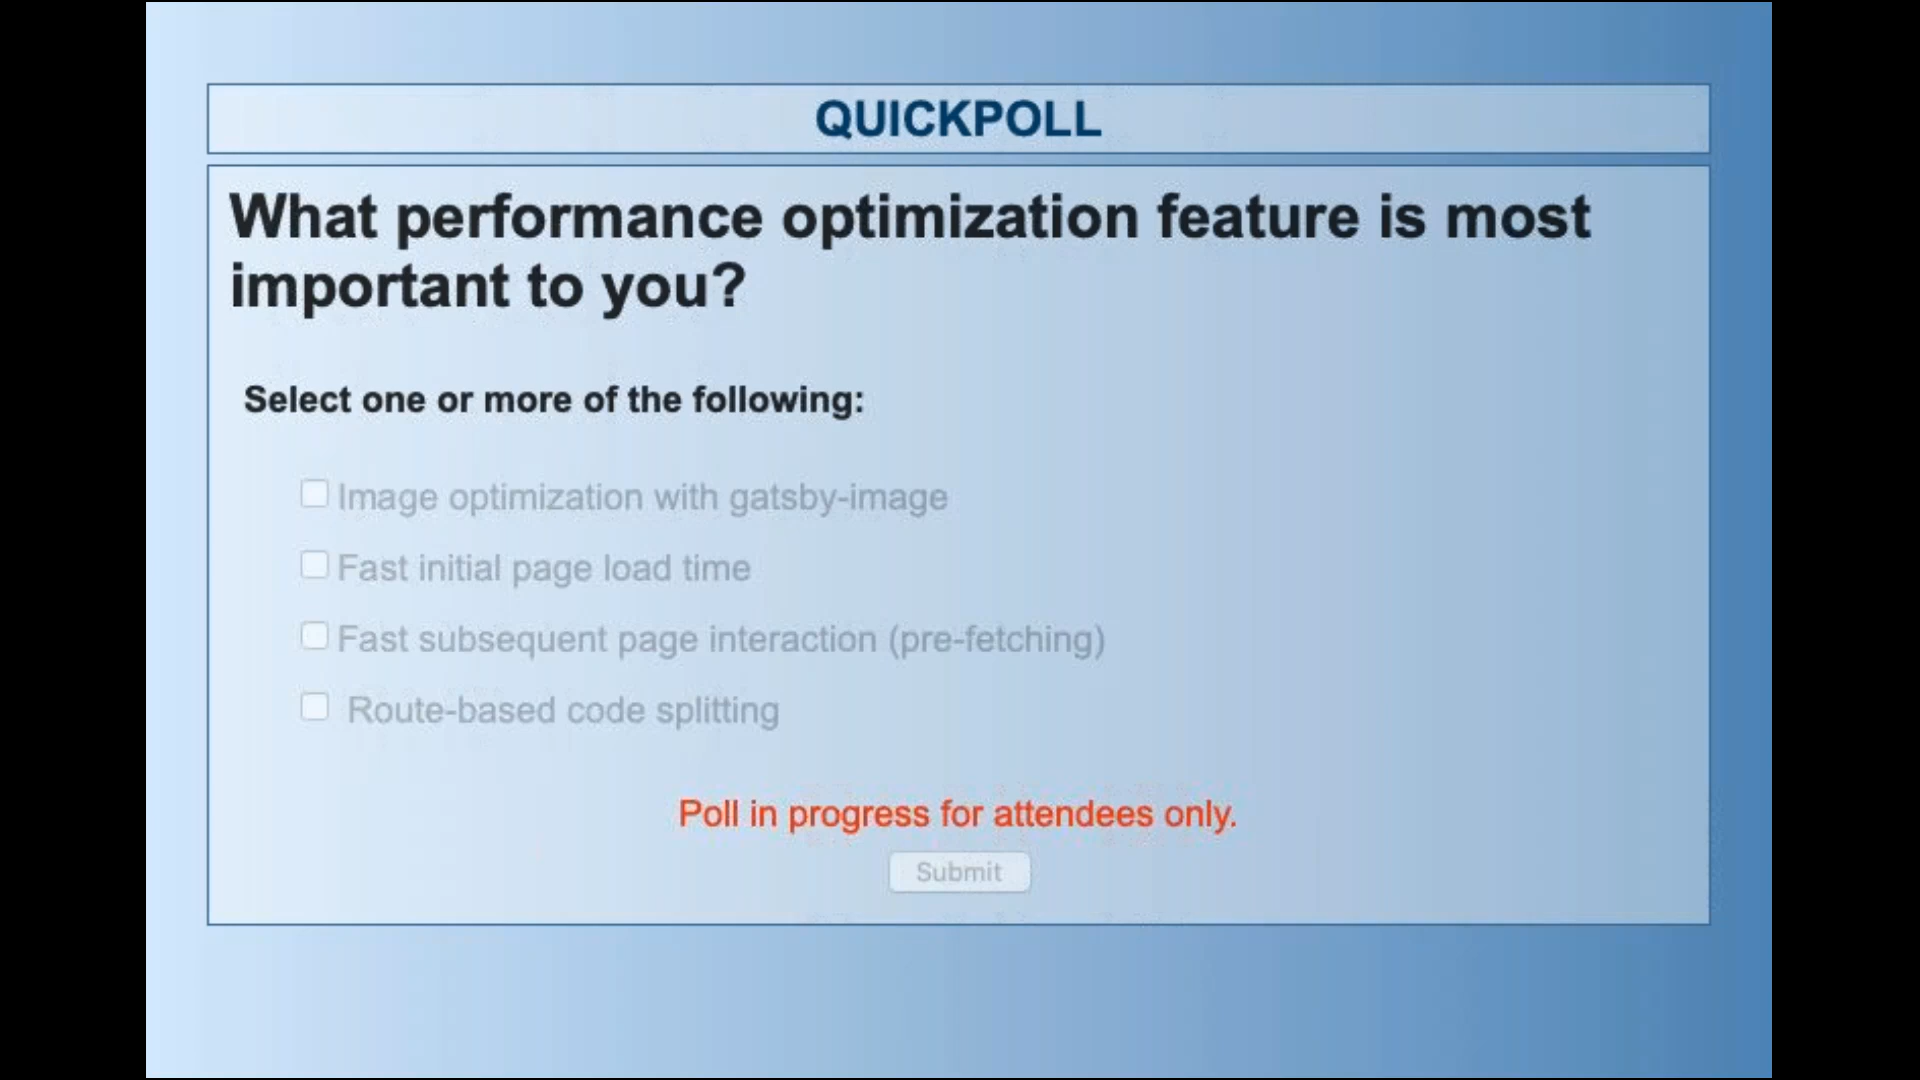 QUICKPOLL
What performance optimization feature is most
important to you?
Select one or more of the following:
Image optimization with gatsby-image
Fast initial page load time
Fast subsequent page interaction (pre-fetching)
Route-based code splitting
Poll in progress for attendees only.
Submit